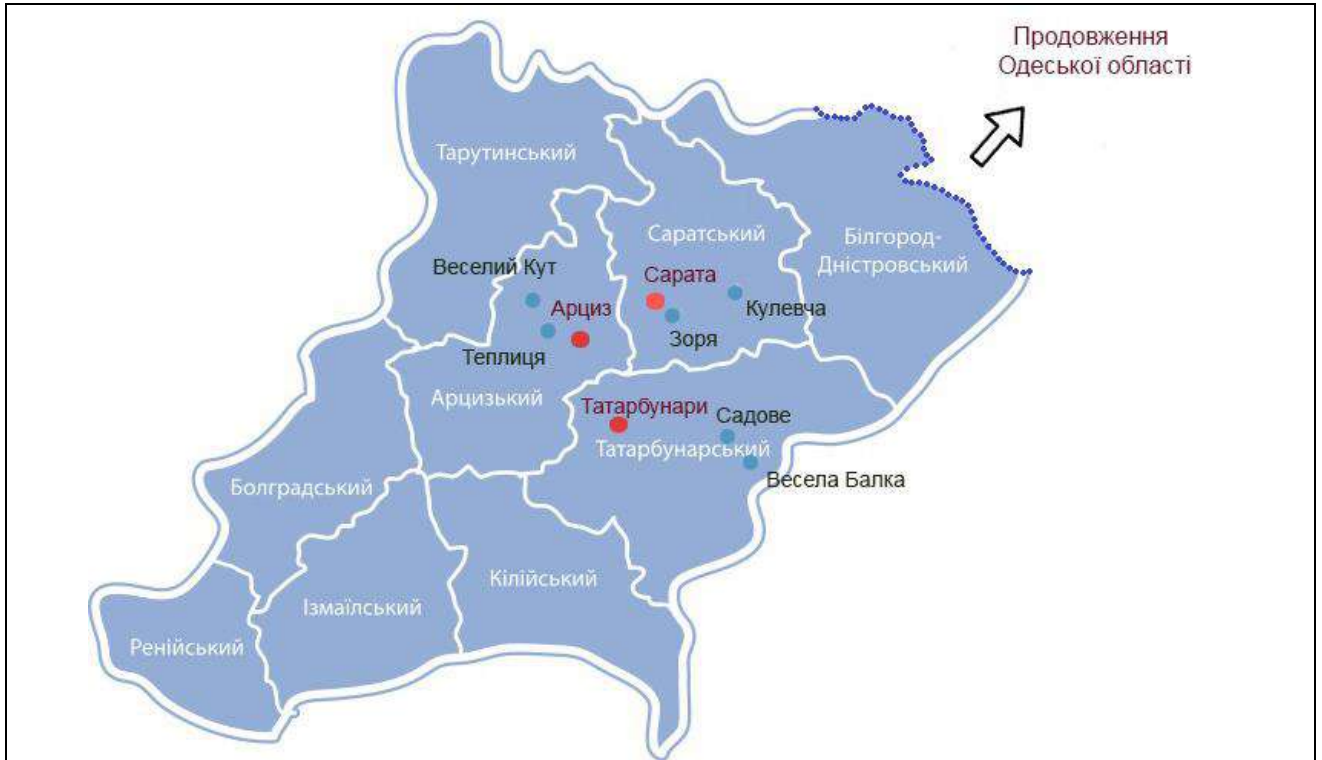 Продовження
Одеської області
Тарутинський
Саратський
Білгород-
Дністровський
Веселий Кут
Сарата
Арциз
Кулевча
Зоря
Теплиця
Арцизький
Татарбунари
Садове
Татарбунарський
Весела Балка
Болградський
Кілійський
Ізмаїлський
Ренійський